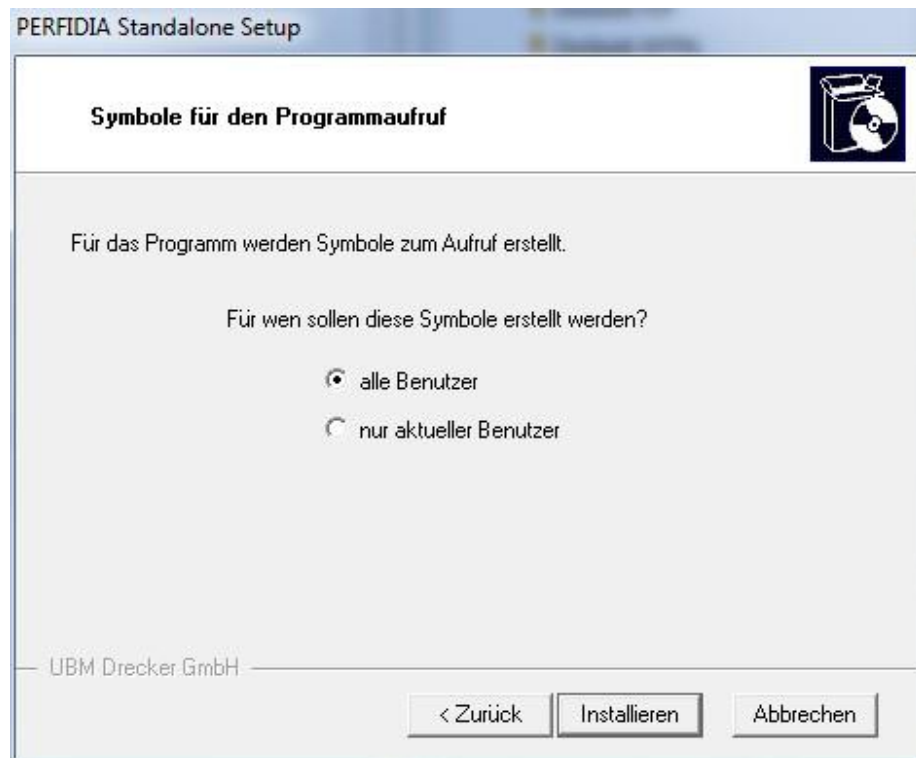 PERFIDIA Standalone Setup
Symbole für den Programmaufruf
Für das Programm werden Symbole zum Aufruf erstellt.
Für wen sollen diese Symbole erstellt werden?
alle Benutzer
nur aktueller Benutzer
UBM Drecker GmbH
< Zurück
Installieren
Abbrechen